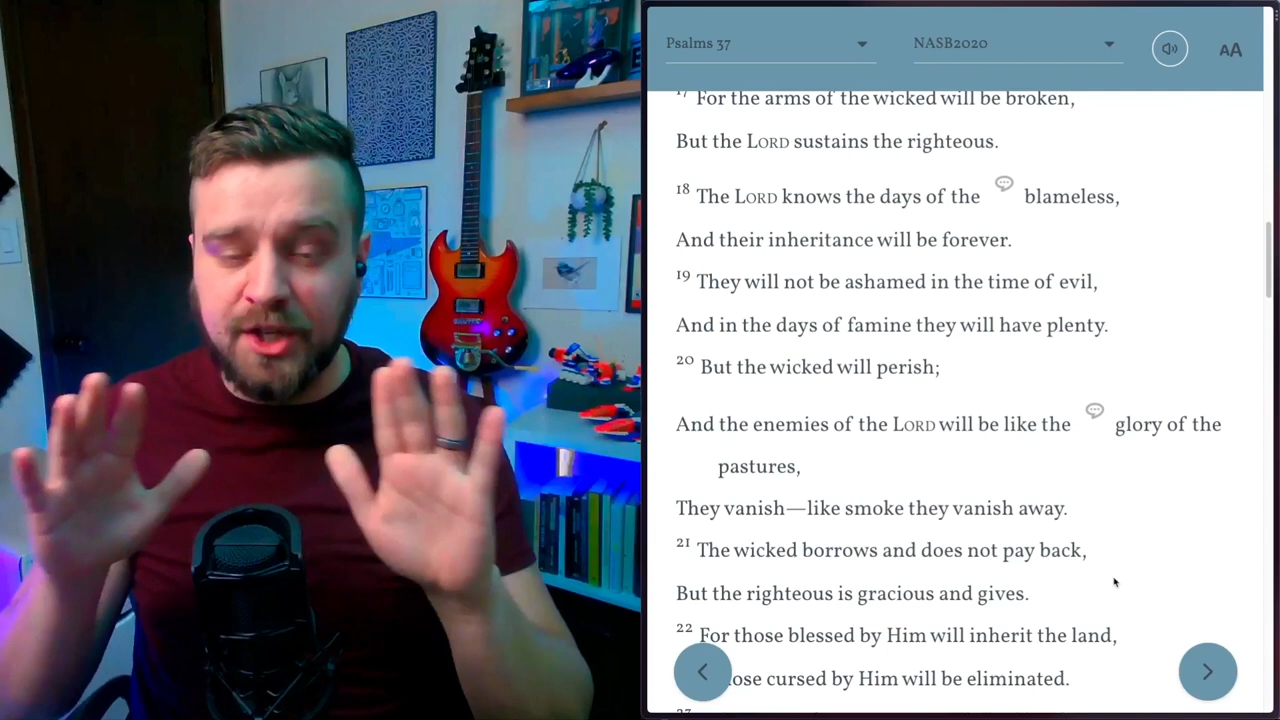 Psalms 37
NASB2020
AA
17 For the arms of the wicked will be broken,
But the LORD sustains the righteous.
18 The LORD knows the days of the blameless,
And their inheritance will be forever.
19 They will not be ashamed in the time of evil,
And in the days of famine they will have plenty.
20 But the wicked will perish;
And the enemies of the LORD will be like the glory of the
pastures,
They vanish—like smoke they vanish away.
21 The wicked borrows and does not pay back,
But the righteous is gracious and gives.
22 For those blessed by Him will inherit the land,
cursed by Him will be eliminated.